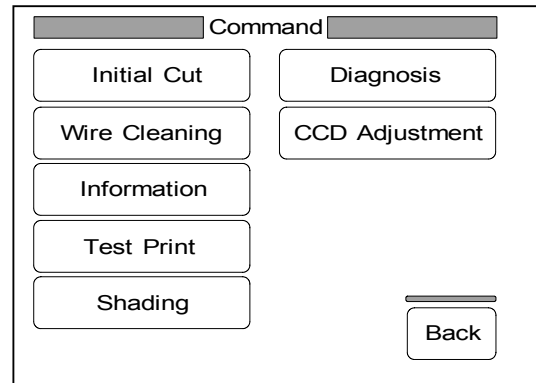 Command
Initial Cut
Diagnosis
Wire Cleaning
CCD Adjustment
Information
Test Print
Shading
Back